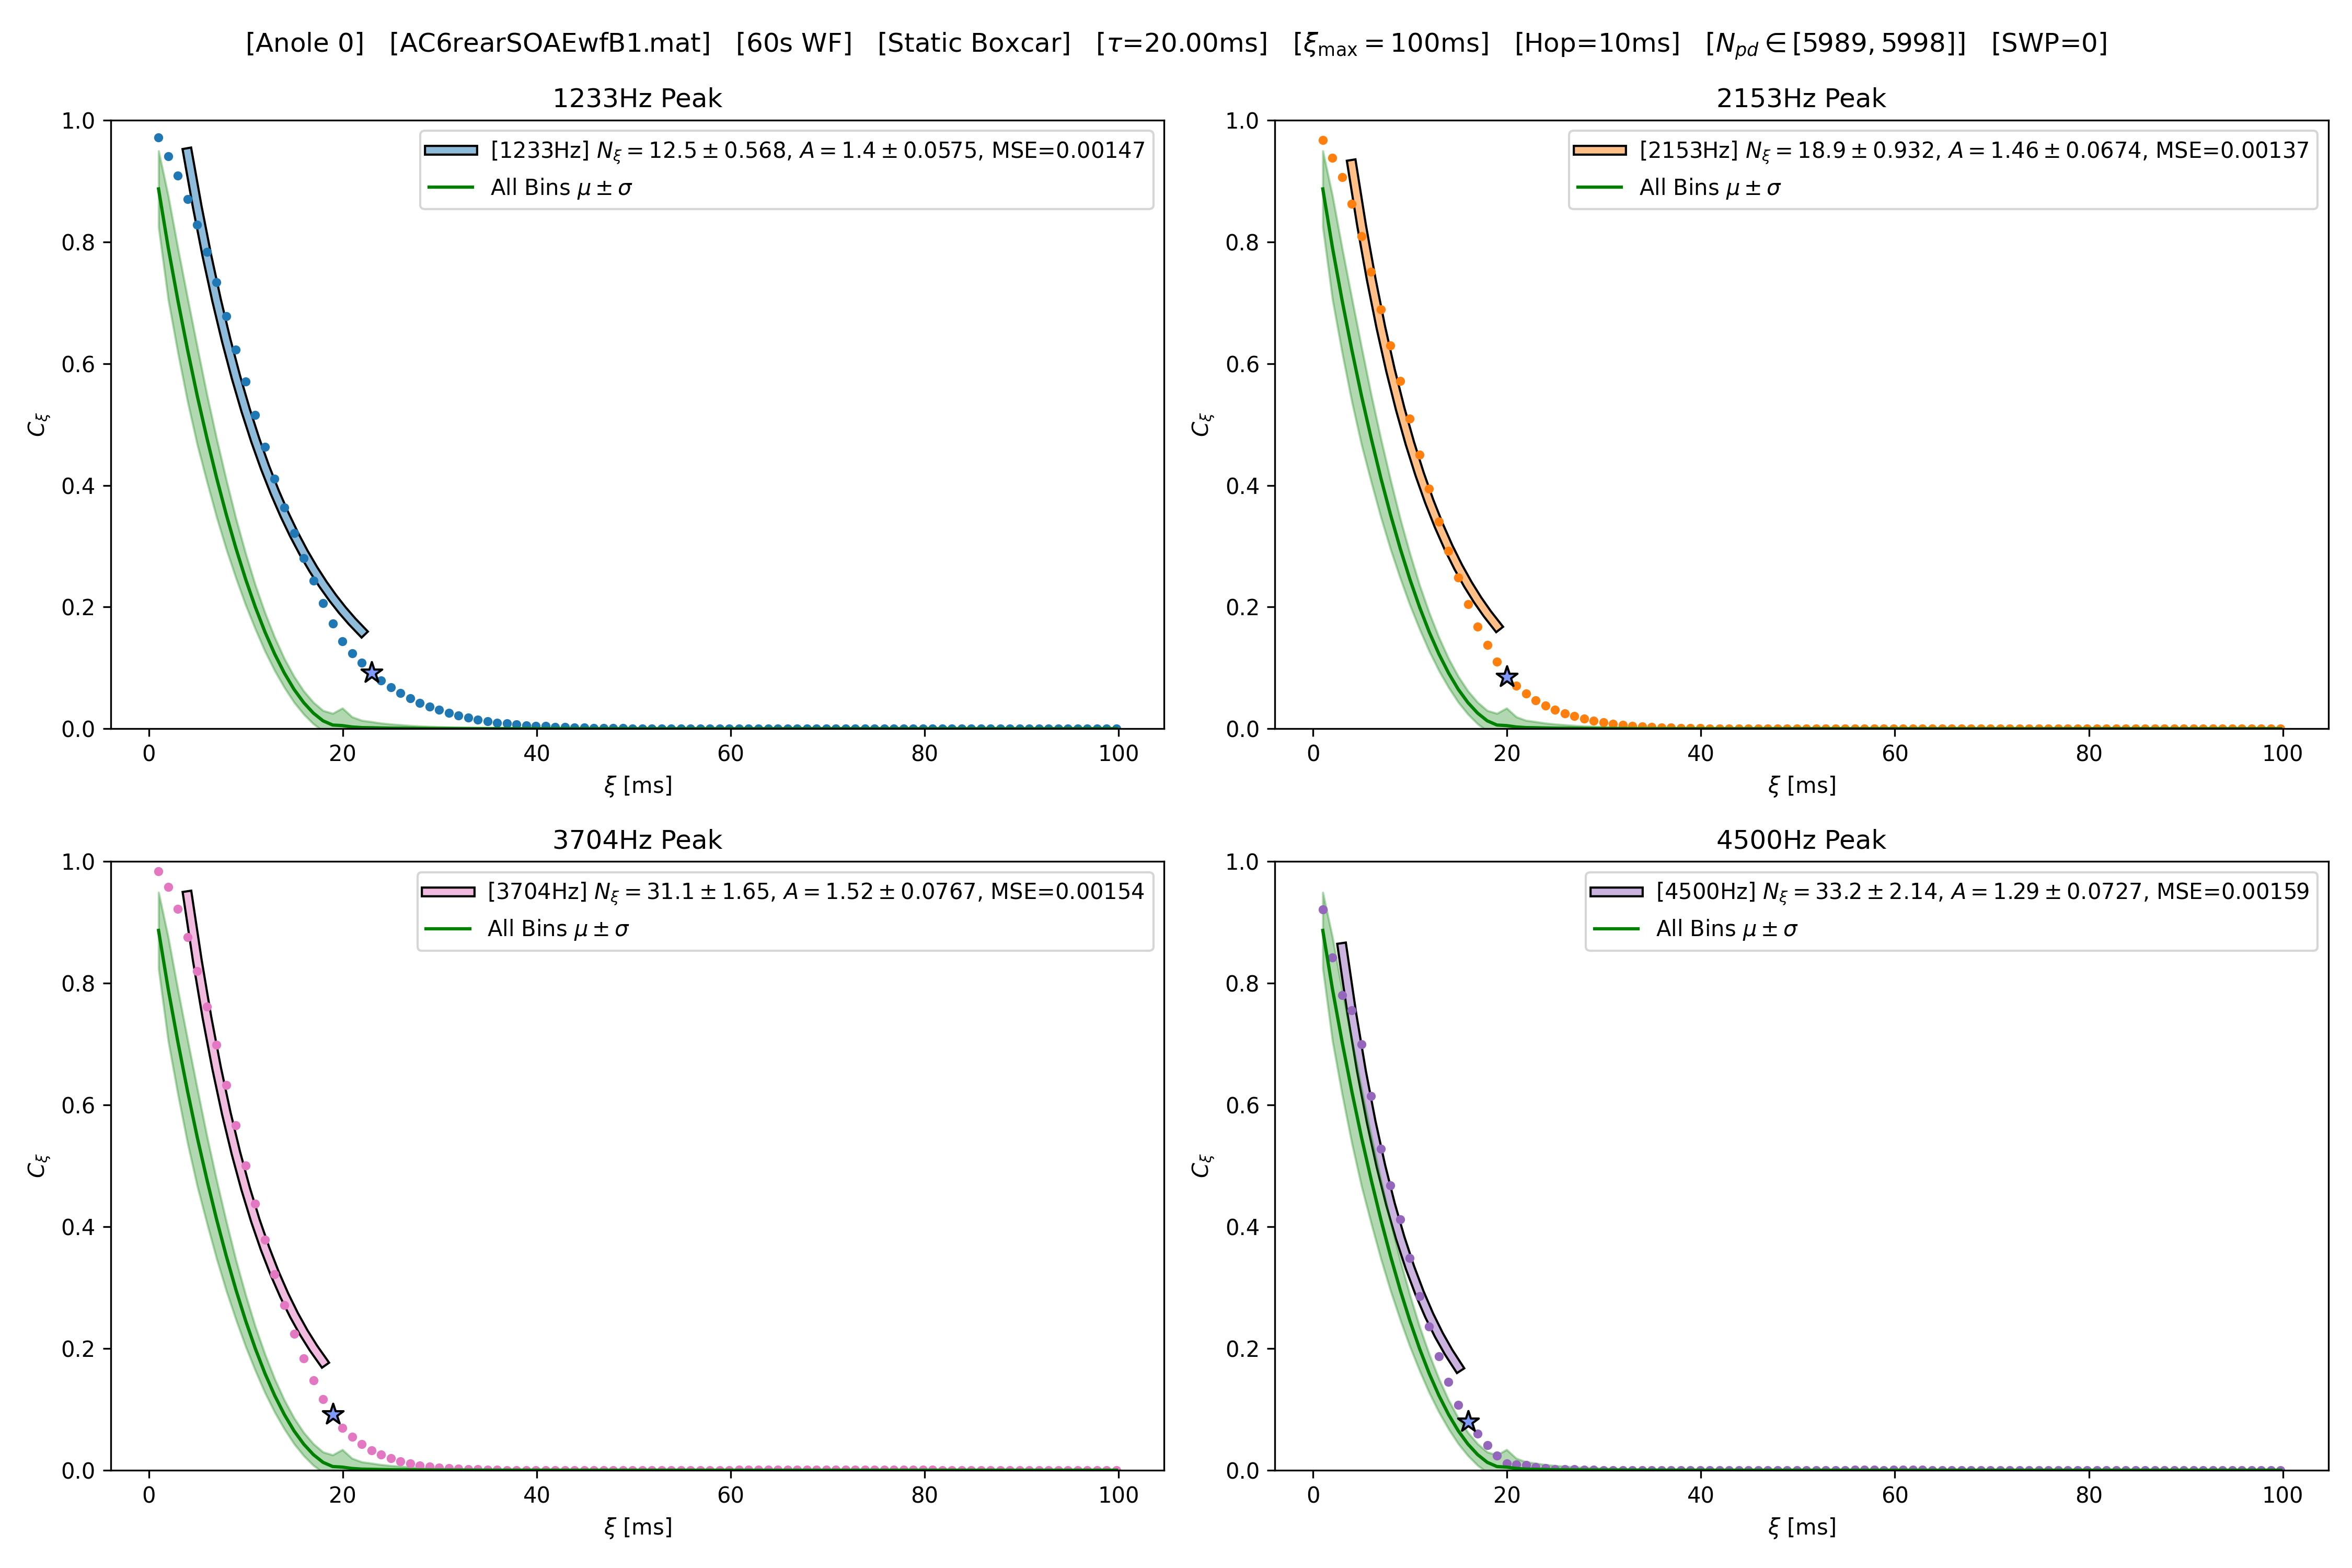 [Anole 0] [AC6rearSOAEwfB1.mat] [60s WF] [Static Boxcar] [τ=20.00ms] [ξmax = 100ms] [Hop=10ms] [Npd ∈ [5989, 5998]] [SWP=0]
1233Hz Peak
[1233Hz] Nξ = 12.5 ± 0.568, A = 1.4 ± 0.0575, MSE=0.00147
All Bins μ ± σ
1.0
0.8
0.6
0.4
0.2
0.0
Cξ
0 20 40 60 80 100
ξ [ms]
2153Hz Peak
[2153Hz] Nξ = 18.9 ± 0.932, A = 1.46 ± 0.0674, MSE=0.00137
All Bins μ ± σ
1.0
0.8
0.6
0.4
0.2
0.0
Cξ
0 20 40 60 80 100
ξ [ms]
3704Hz Peak
[3704Hz] Nξ = 31.1 ± 1.65, A = 1.52 ± 0.0767, MSE=0.00154
All Bins μ ± σ
1.0
0.8
0.6
0.4
0.2
0.0
Cξ
0 20 40 60 80 100
ξ [ms]
4500Hz Peak
[4500Hz] Nξ = 33.2 ± 2.14, A = 1.29 ± 0.0727, MSE=0.00159
All Bins μ ± σ
1.0
0.8
0.6
0.4
0.2
0.0
Cξ
0 20 40 60 80 100
ξ [ms]